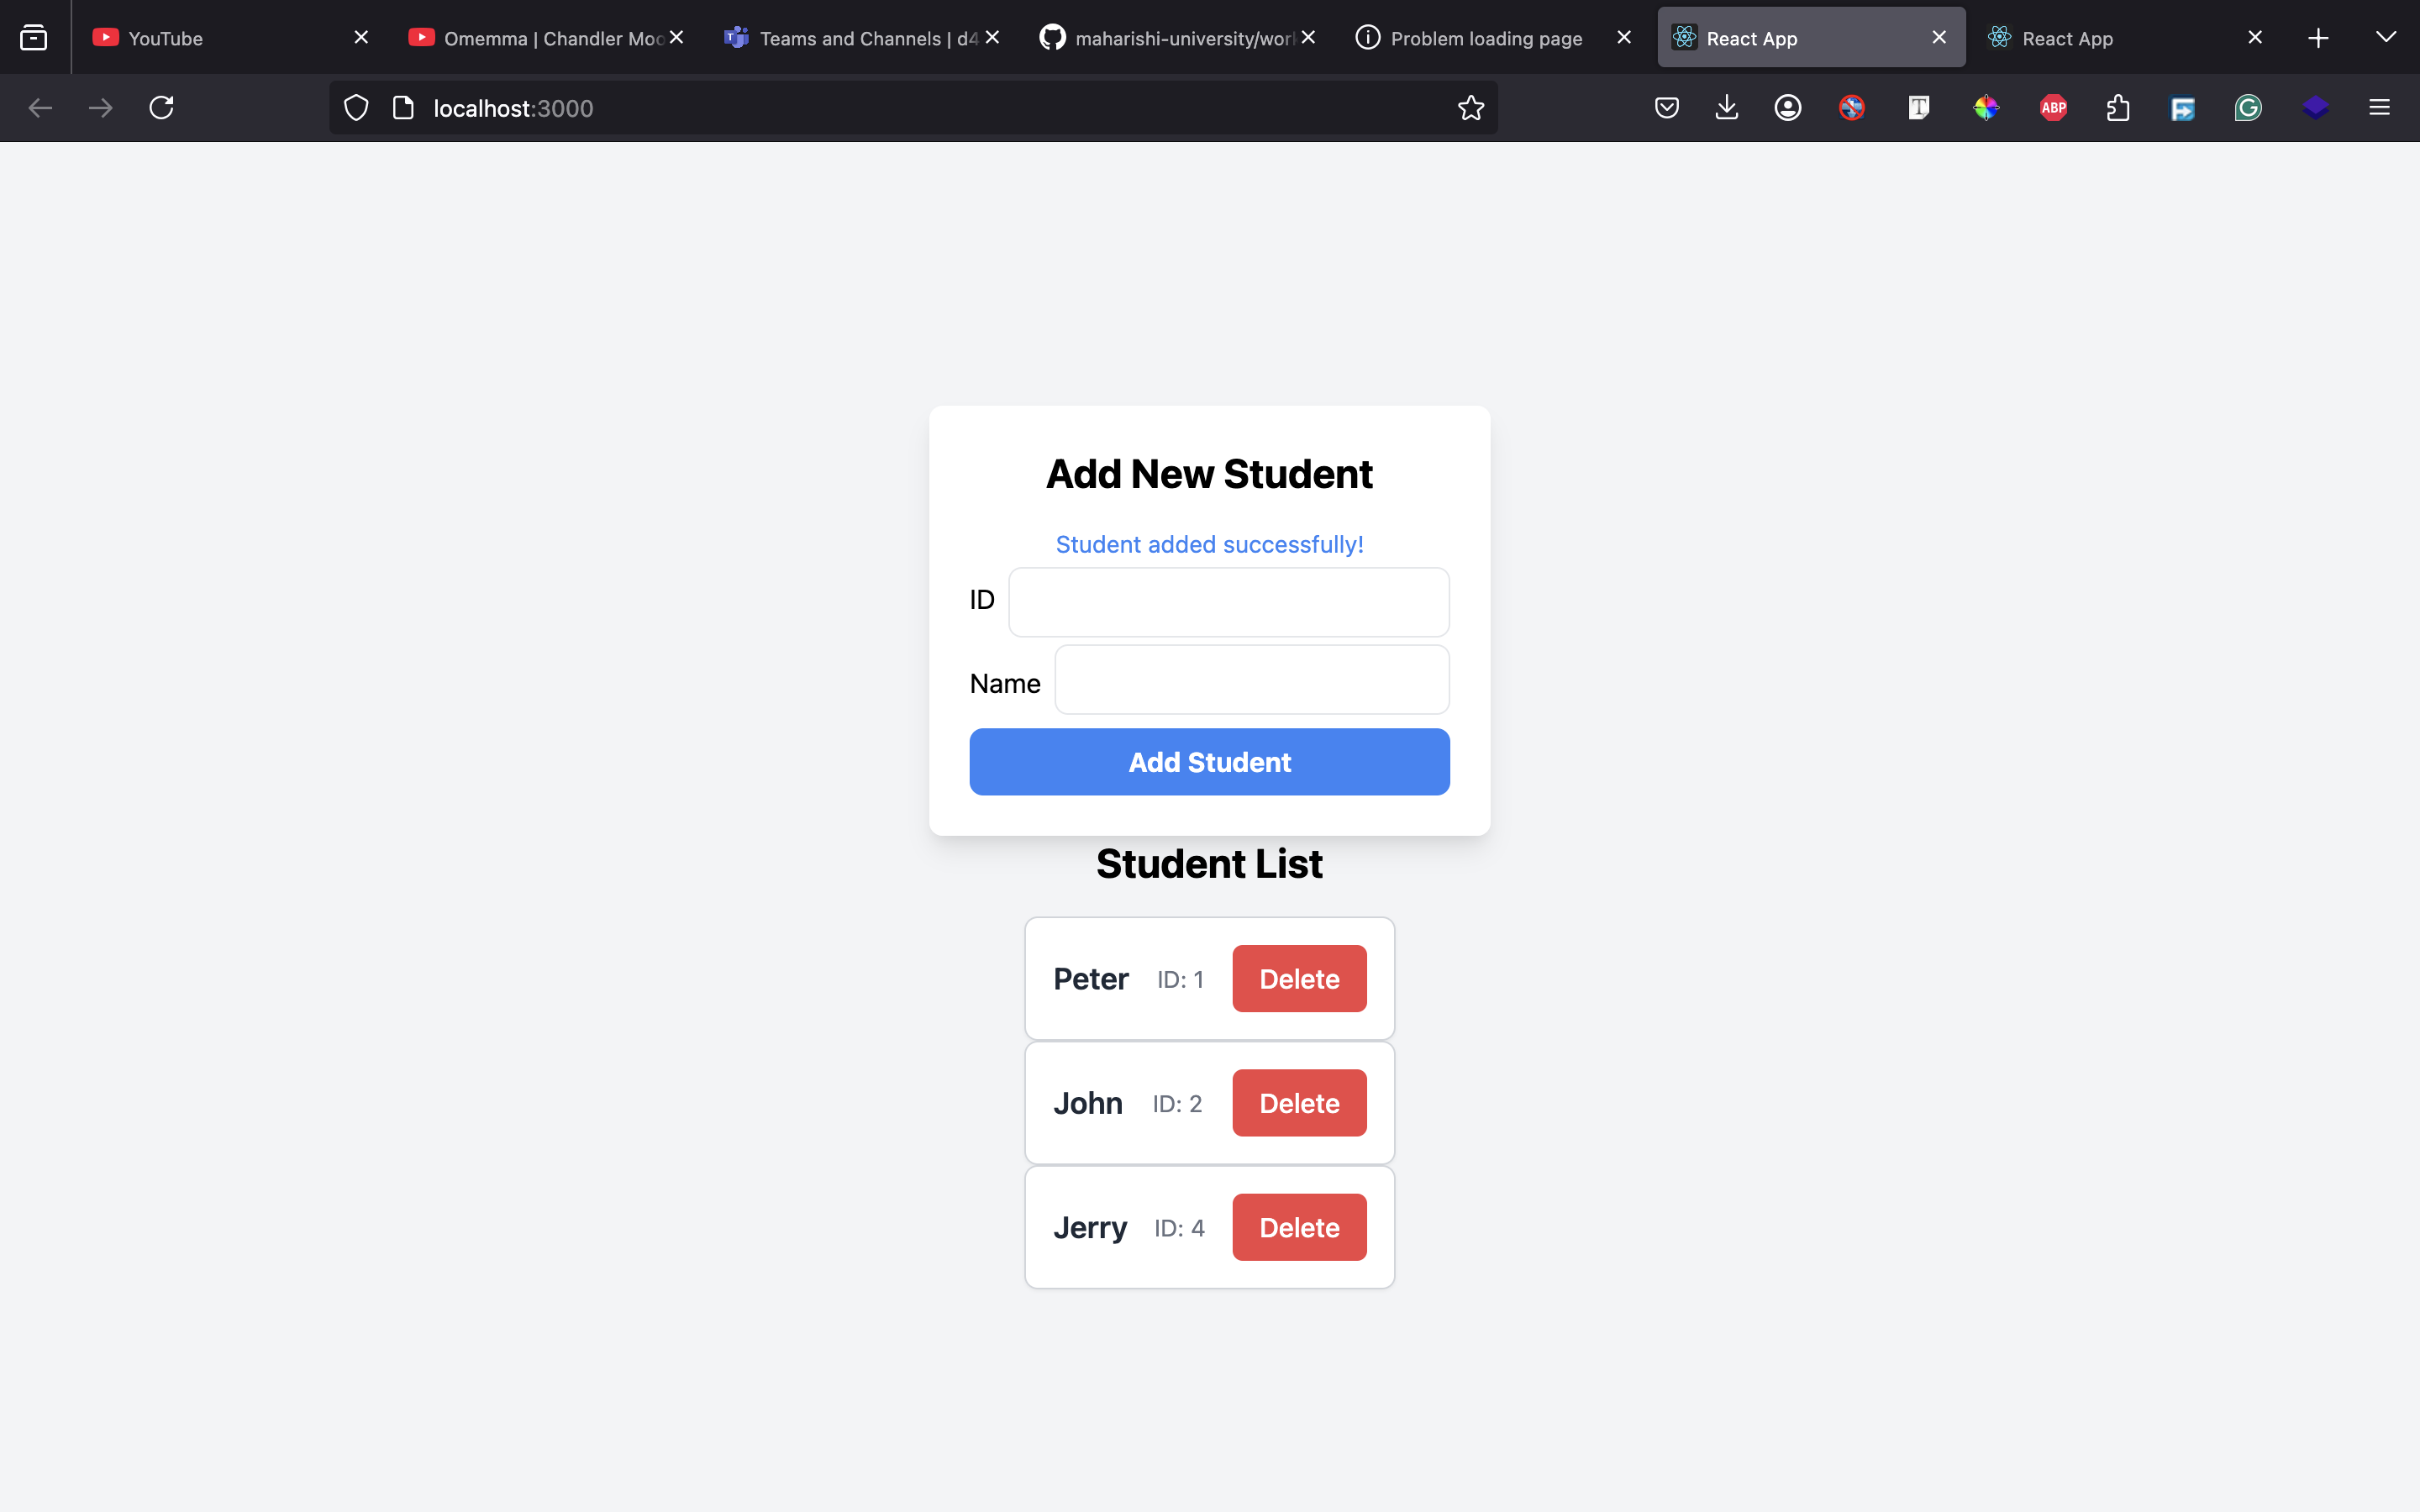 YouTube
Omemma | Chandler Moo
Teams and Channels | d4
maharishi-university/wor
Problem loading page
React App
React App
localhost:3000
ABP
Add New Student
Student added successfully!
ID
Name
Add Student
Student List
Peter ID: 1 Delete
John ID: 2 Delete
Jerry ID: 4 Delete